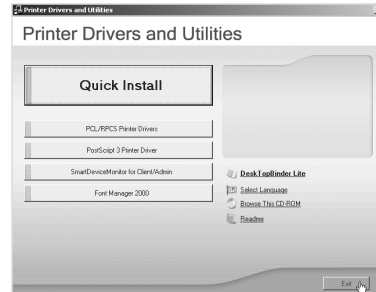 Printer Drivers and Utilities
Printer Drivers and Utilities
Quick Install
PCL/RPCS Printer Drivers
PostScript 3 Printer Driver
SmartDeviceMonitor for Client/Admin
Font Manager 2000
DeskTopBinder Lite
Select Language
Browse This CD-ROM
Readme
Exit